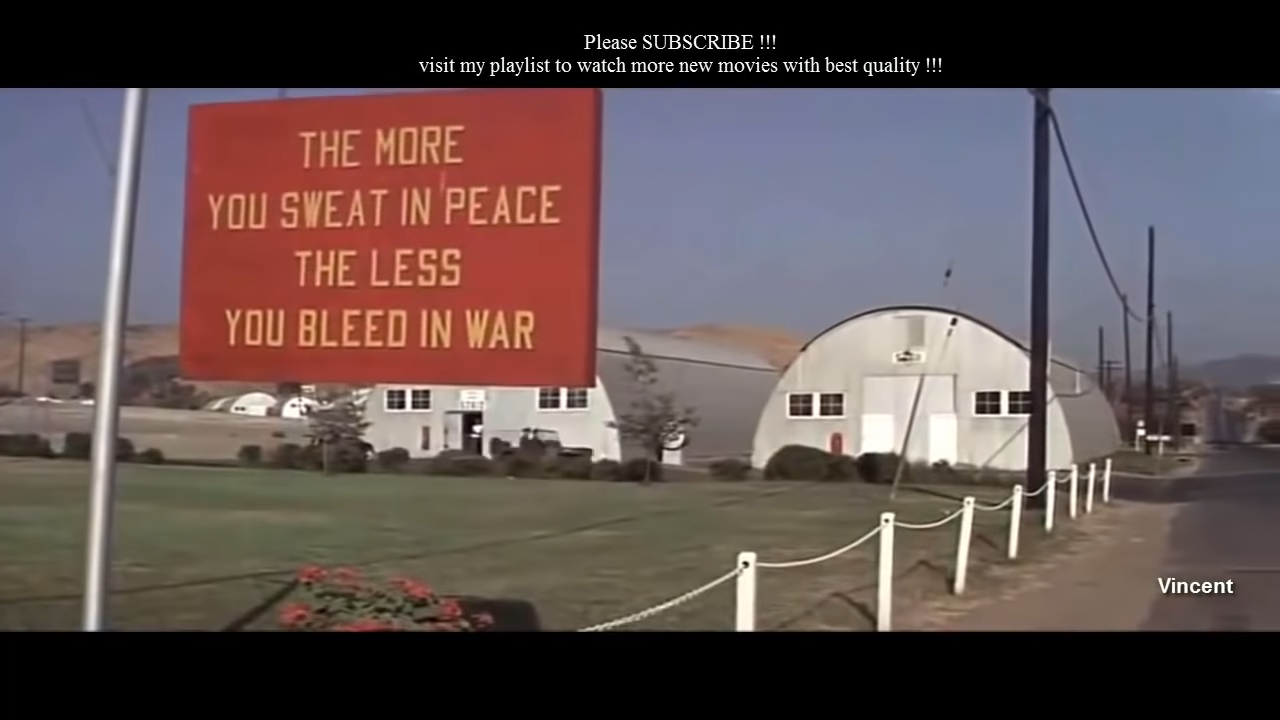 Please SUBSCRIBE !!!
visit my playlist to watch more new movies with best quality !!!
THE MORE
YOU SWEAT IN PEACE
THE LESS
YOU BLEED IN WAR
Vincent